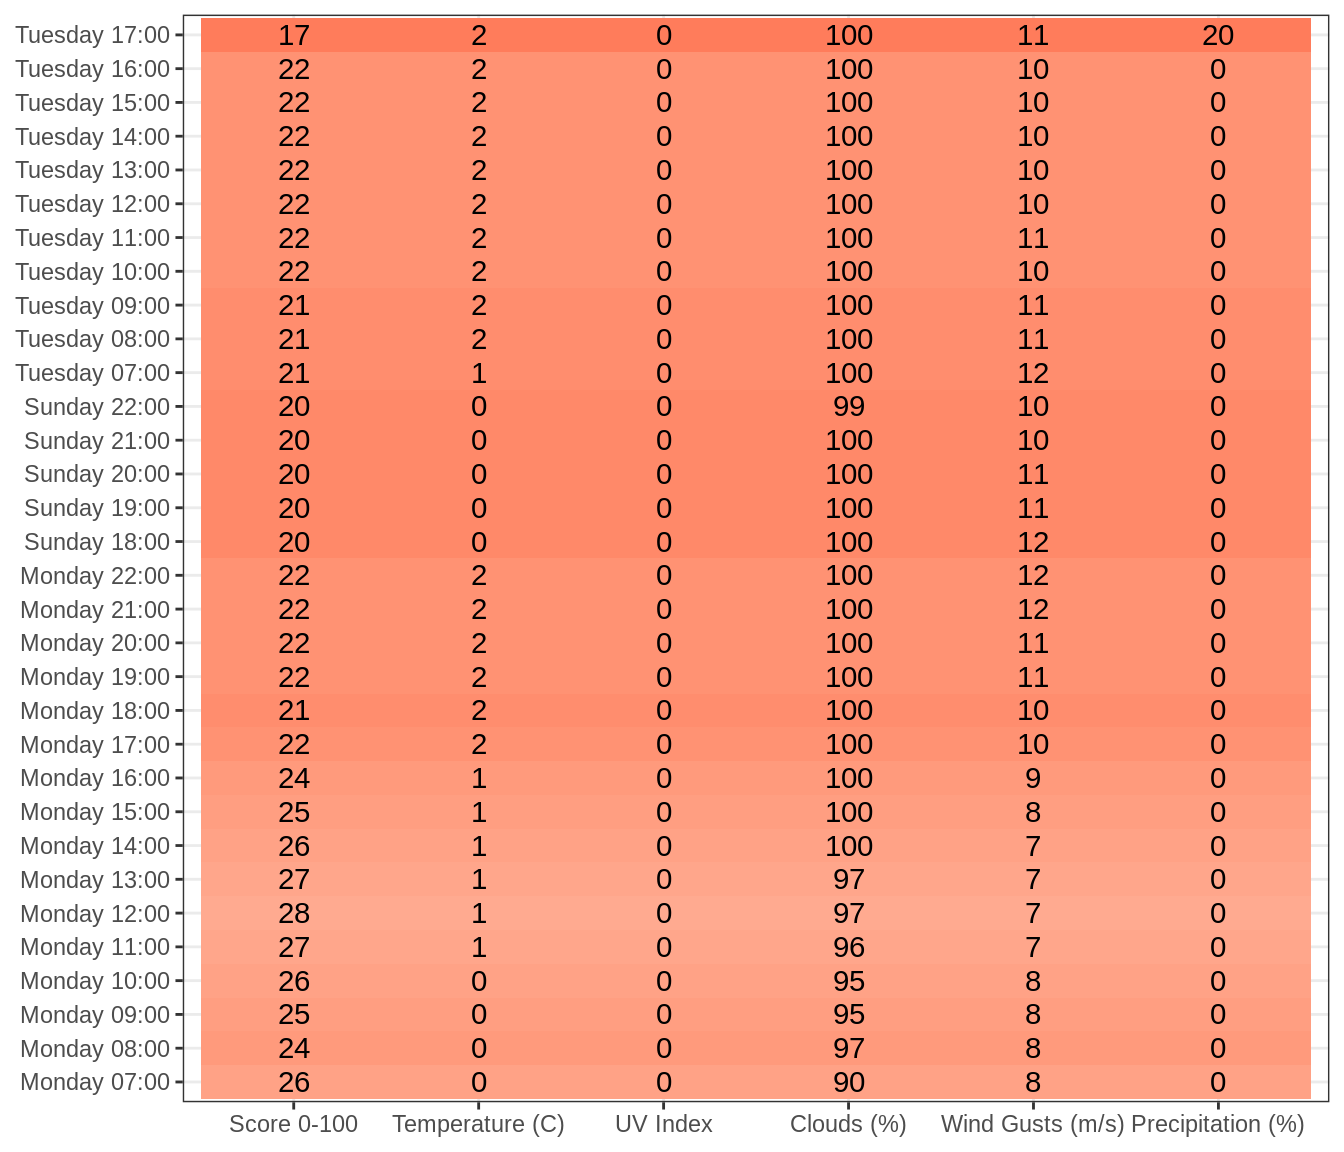 Tuesday 17:00 17 2 0 100 11 20
Tuesday 16:00 22 2 0 100 10 0
Tuesday 15:00 22 2 0 100 10 0
Tuesday 14:00 22 2 0 100 10 0
Tuesday 13:00 22 2 0 100 10 0
Tuesday 12:00 22 2 0 100 10 0
Tuesday 11:00 22 2 0 100 11 0
Tuesday 10:00 22 2 0 100 10 0
Tuesday 09:00 21 2 0 100 11 0
Tuesday 08:00 21 2 0 100 11 0
Tuesday 07:00 21 1 0 100 12 0
Sunday 22:00 20 0 0 99 10 0
Sunday 21:00 20 0 0 100 10 0
Sunday 20:00 20 0 0 100 11 0
Sunday 19:00 20 0 0 100 11 0
Sunday 18:00 20 0 0 100 12 0
Monday 22:00 22 2 0 100 12 0
Monday 21:00 22 2 0 100 12 0
Monday 20:00 22 2 0 100 11 0
Monday 19:00 22 2 0 100 11 0
Monday 18:00 21 2 0 100 10 0
Monday 17:00 22 2 0 100 10 0
Monday 16:00 24 1 0 100 9 0
Monday 15:00 25 1 0 100 8 0
Monday 14:00 26 1 0 100 7 0
Monday 13:00 27 1 0 97 7 0
Monday 12:00 28 1 0 97 7 0
Monday 11:00 27 1 0 96 7 0
Monday 10:00 26 0 0 95 8 0
Monday 09:00 25 0 0 95 8 0
Monday 08:00 24 0 0 97 8 0
Monday 07:00 26 0 0 90 8 0
Score 0-100 Temperature (C) UV Index Clouds (%) Wind Gusts (m/s) Precipitation (%)